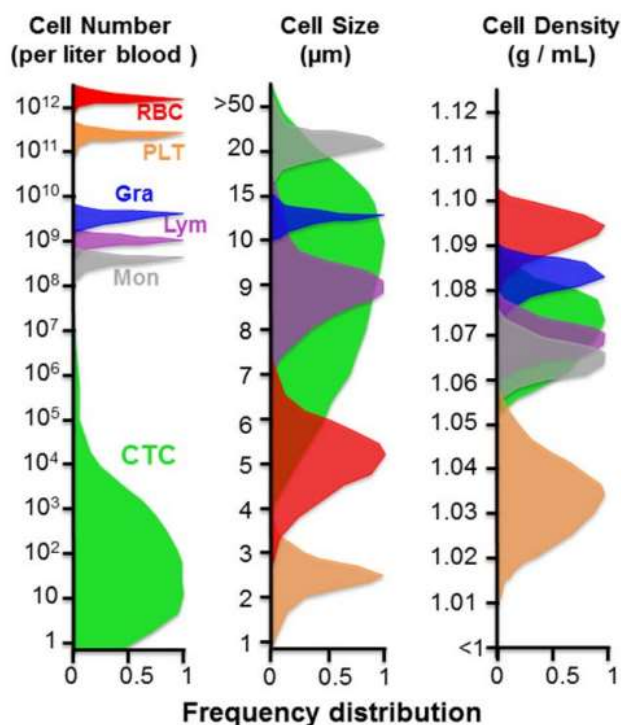 Cell Number
(per liter blood )
10¹²
10¹¹
10¹⁰
10⁹
10⁸
10⁷
10⁶
10⁵
10⁴
10³
10²
10
1
RBC
PLT
Gra
Lym
Mon
CTC
0 0.5 1
Cell Size
(µm)
>50
20
15
10
9
8
7
6
5
4
3
2
1
0 0.5 1
Cell Density
(g / mL)
1.12
1.11
1.10
1.09
1.08
1.07
1.06
1.05
1.04
1.03
1.02
1.01
<1
0 0.5 1
Frequency distribution